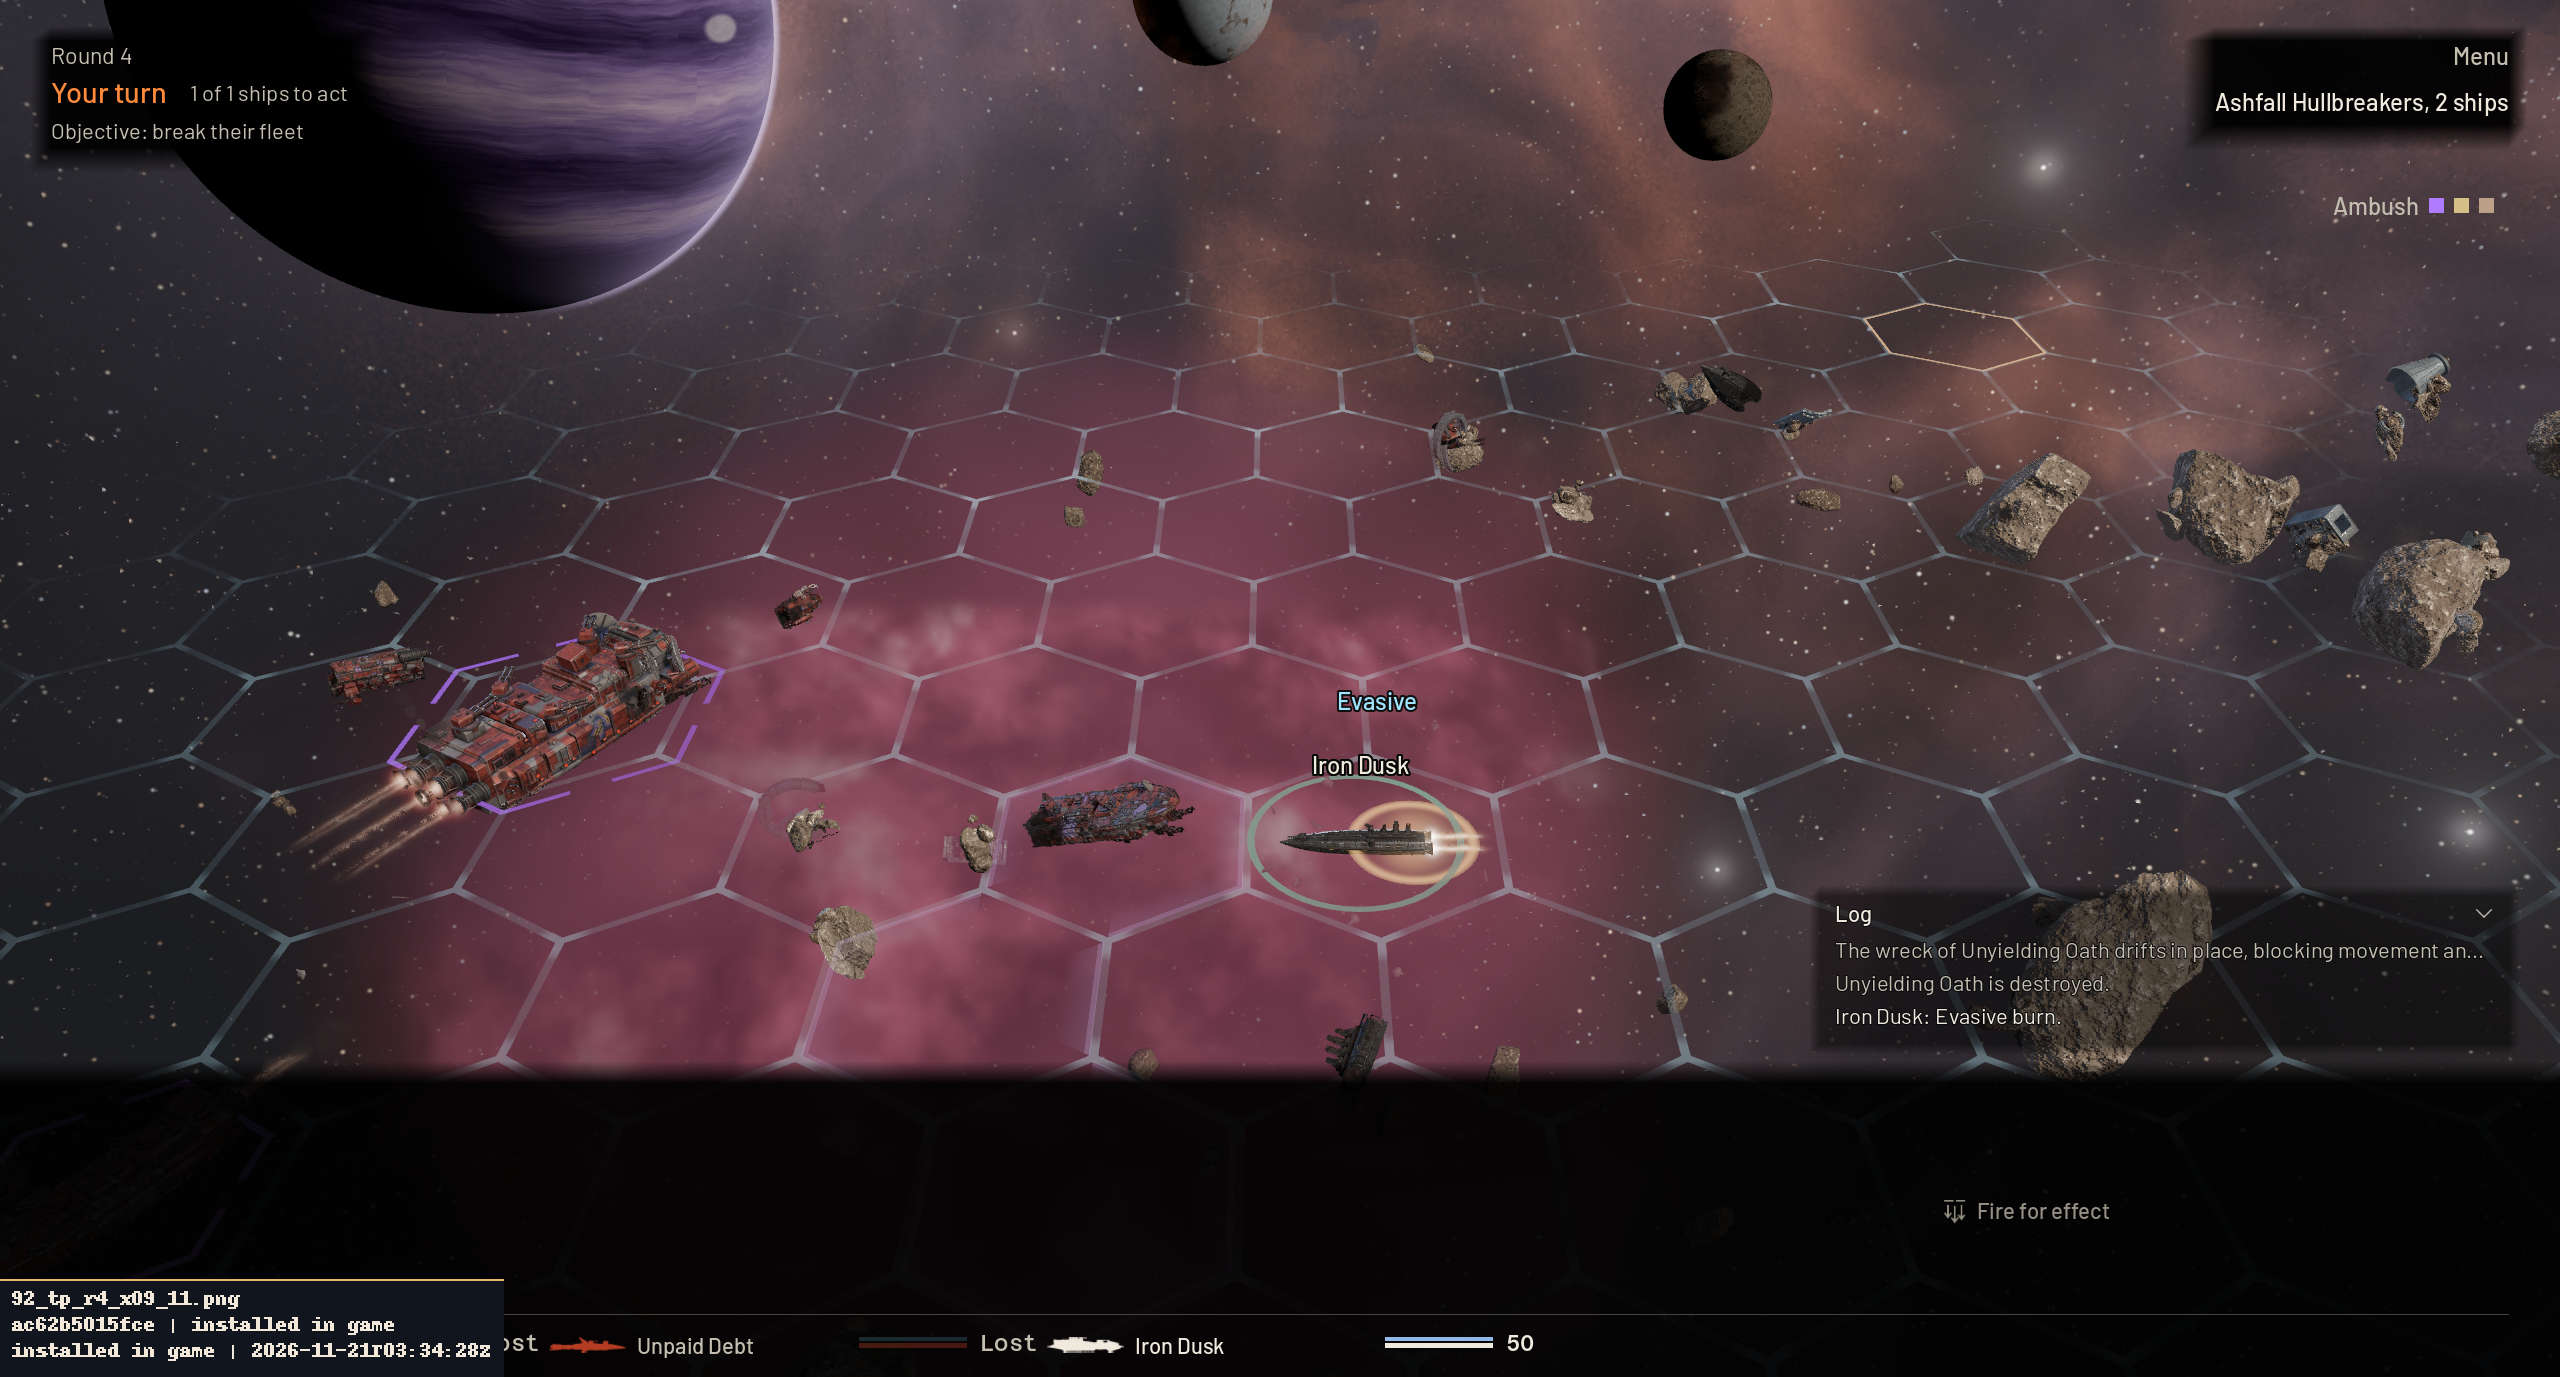 Round 4
Your turn 1 of 1 ships to act
Objective: break their fleet
Menu
Ashfall Hullbreakers, 2 ships
Ambush
Evasive
Iron Dusk
Log
The wreck of Unyielding Oath drifts in place, blocking movement an...
Unyielding Oath is destroyed.
Iron Dusk: Evasive burn.
Fire for effect
92_tp_r4_x09_11.png
ac62b5015fce | installed in game
installed in game | 2026-11-21T03:34:28Z
Unpaid Debt Lost Iron Dusk 50